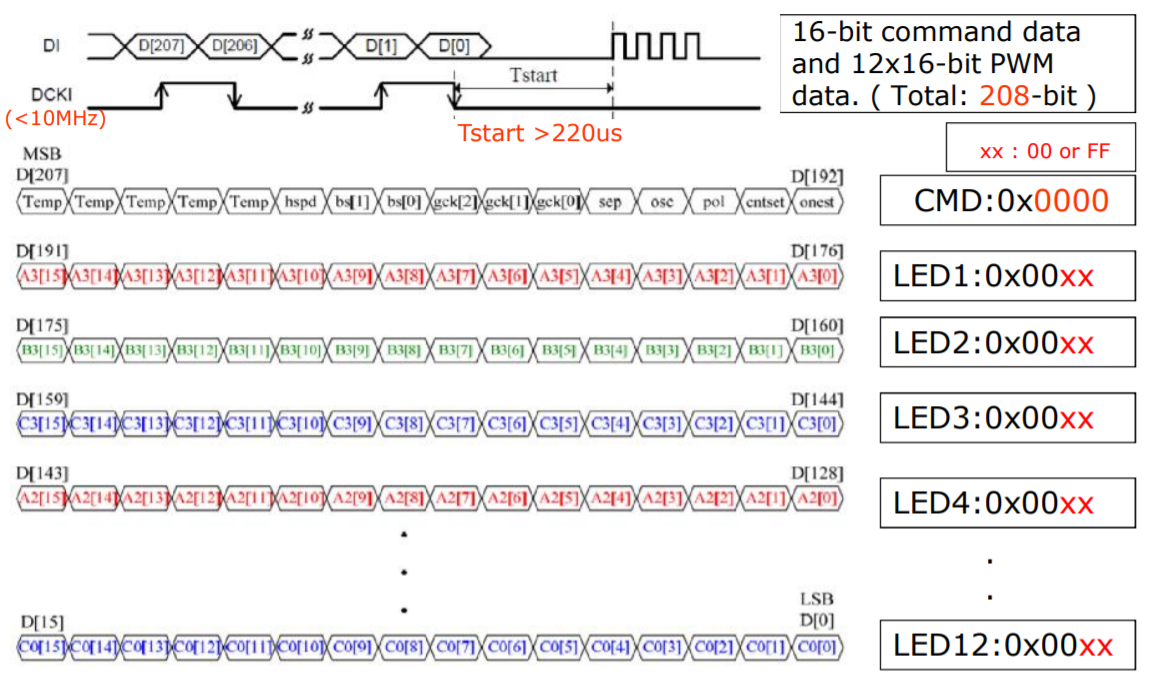 DI
D[207]
D[206]
D[1]
D[0]
Tstart
DCKI
(<10MHz)
Tstart >220us
16-bit command data
and 12x16-bit PWM
data. ( Total: 208-bit )
xx : 00 or FF
MSB
D[207]
D[192]
Temp Temp Temp Temp Temp hspd bs[1] bs[0] gck[2] gck[1] gck[0] sep osc pol cntset onest
CMD:0x0000
D[191]
D[176]
A3[15] A3[14] A3[13] A3[12] A3[11] A3[10] A3[9] A3[8] A3[7] A3[6] A3[5] A3[4] A3[3] A3[2] A3[1] A3[0]
LED1:0x00xx
D[175]
D[160]
B3[15] B3[14] B3[13] B3[12] B3[11] B3[10] B3[9] B3[8] B3[7] B3[6] B3[5] B3[4] B3[3] B3[2] B3[1] B3[0]
LED2:0x00xx
D[159]
D[144]
C3[15] C3[14] C3[13] C3[12] C3[11] C3[10] C3[9] C3[8] C3[7] C3[6] C3[5] C3[4] C3[3] C3[2] C3[1] C3[0]
LED3:0x00xx
D[143]
D[128]
A2[15] A2[14] A2[13] A2[12] A2[11] A2[10] A2[9] A2[8] A2[7] A2[6] A2[5] A2[4] A2[3] A2[2] A2[1] A2[0]
LED4:0x00xx
LSB
D[15]
D[0]
C0[15] C0[14] C0[13] C0[12] C0[11] C0[10] C0[9] C0[8] C0[7] C0[6] C0[5] C0[4] C0[3] C0[2] C0[1] C0[0]
LED12:0x00xx